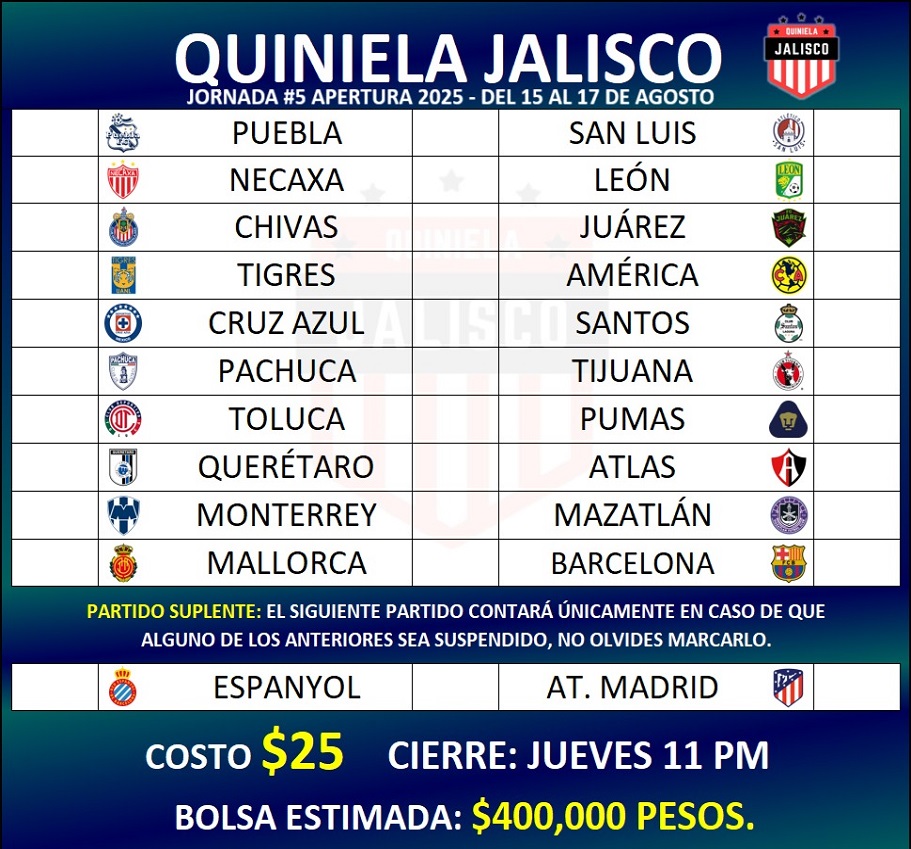 QUINIELA JALISCO
QUINIELA
JALISCO
JORNADA #5 APERTURA 2025 - DEL 15 AL 17 DE AGOSTO
PUEBLA SAN LUIS
NECAXA LEÓN
CHIVAS JUÁREZ
TIGRES AMÉRICA
CRUZ AZUL SANTOS
PACHUCA TIJUANA
TOLUCA PUMAS
QUERÉTARO ATLAS
MONTERREY MAZATLÁN
MALLORCA BARCELONA
QUINIELA
JALISCO
PARTIDO SUPLENTE: EL SIGUIENTE PARTIDO CONTARÁ ÚNICAMENTE EN CASO DE QUE
ALGUNO DE LOS ANTERIORES SEA SUSPENDIDO, NO OLVIDES MARCARLO.
ESPANYOL AT. MADRID
COSTO $25 CIERRE: JUEVES 11 PM
BOLSA ESTIMADA: $400,000 PESOS.